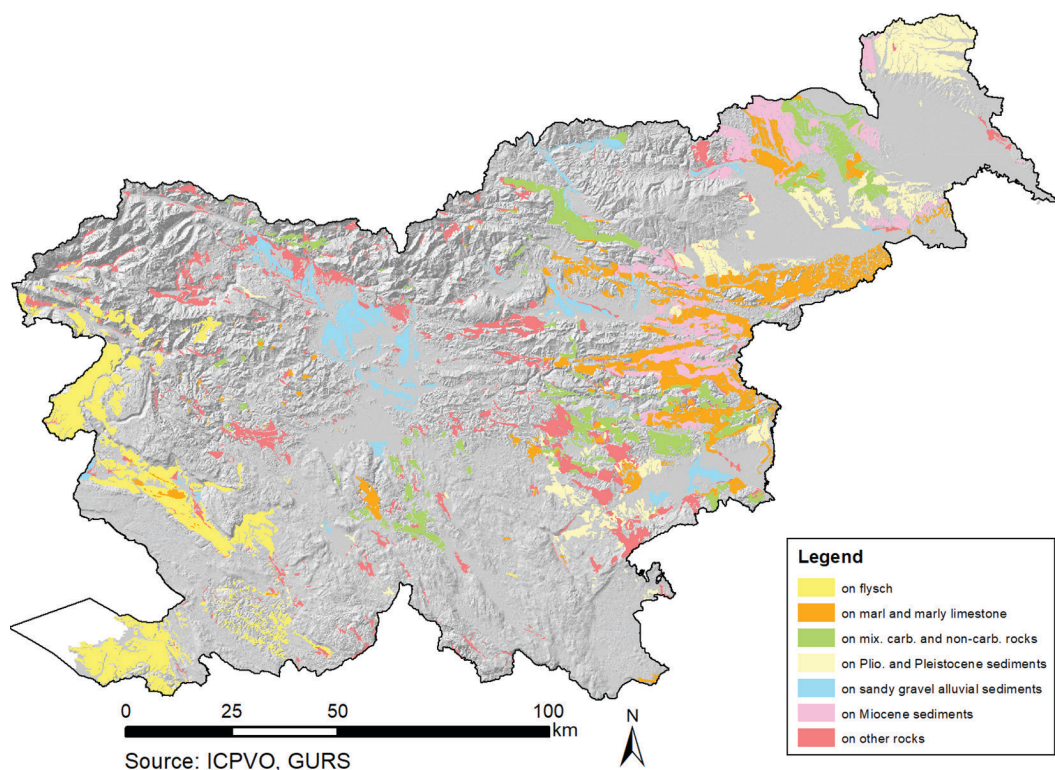 Legend
on flysch
on marl and marly limestone
on mix. carb. and non-carb. rocks
on Plio. and Pleistocene sediments
on sandy gravel alluvial sediments
on Miocene sediments
on other rocks
0 25 50 100
km
N
Source: ICPVO, GURS